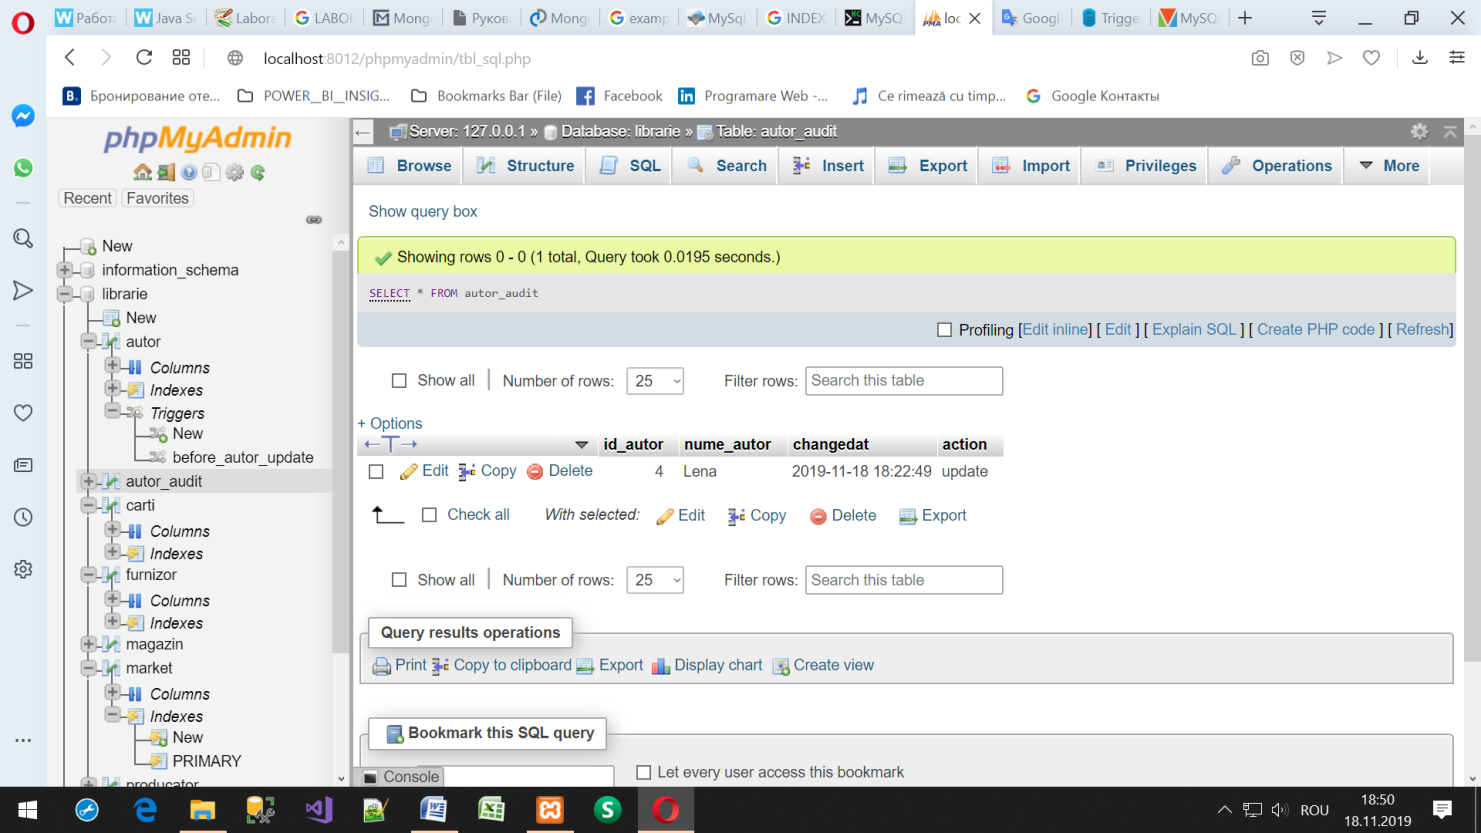 Работа
Java S
Labora
LABOR
Mong
Руков
Mong
examp
MySql
INDEX
MySQL
loc
Googl
Trigge
MySQL
localhost:8012/phpmyadmin/tbl_sql.php
Бронирование оте...
POWER__BI__INSIG...
Bookmarks Bar (File)
Facebook
Programare Web -...
Ce rimează cu timp...
Google Контакты
phpMyAdmin
Recent
Favorites
New
information_schema
librarie
New
autor
Columns
Indexes
Triggers
New
before_autor_update
autor_audit
carti
Columns
Indexes
furnizor
Columns
Indexes
magazin
market
Columns
Indexes
New
PRIMARY
producator
Server: 127.0.0.1 » Database: librarie » Table: autor_audit
Browse Structure SQL Search Insert Export Import Privileges Operations More
Show query box
Showing rows 0 - 0 (1 total, Query took 0.0195 seconds.)
SELECT * FROM autor_audit
Profiling [Edit inline] [ Edit ] [ Explain SQL ] [ Create PHP code ] [ Refresh]
Show all Number of rows: 25 Filter rows: Search this table
+ Options
id_autor nume_autor changedat action
Edit Copy Delete 4 Lena 2019-11-18 18:22:49 update
Check all With selected: Edit Copy Delete Export
Show all Number of rows: 25 Filter rows: Search this table
Query results operations
Print Copy to clipboard Export Display chart Create view
Bookmark this SQL query
Let every user access this bookmark
Console
ROU
18:50
18.11.2019